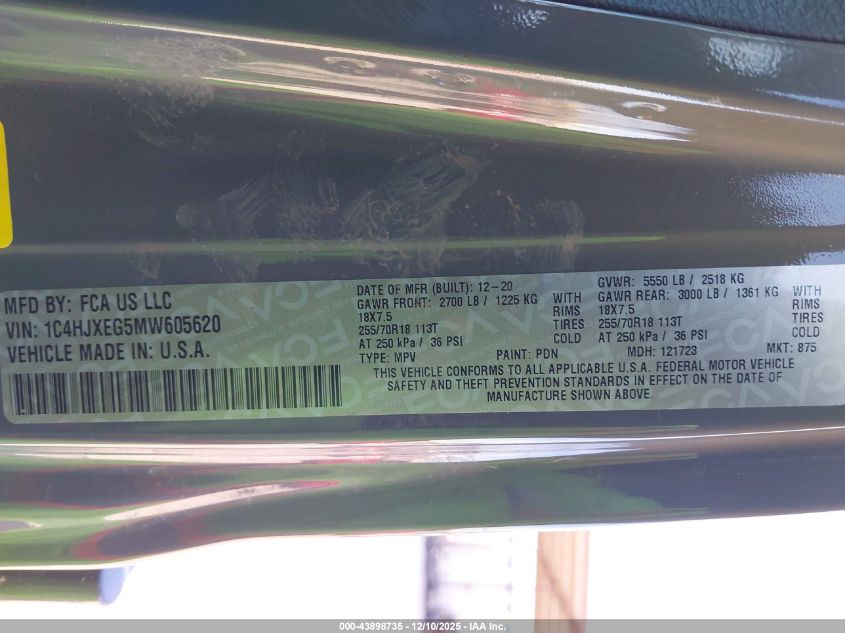 MFD BY: FCA US LLC
VIN: 1C4HJXEG5MW605620
VEHICLE MADE IN: U.S.A.
DATE OF MFR (BUILT): 12-20
GAWR FRONT: 2700 LB / 1225 KG WITH
18X7.5 RIMS
255/70R18 113T TIRES
AT 250 kPa / 36 PSI COLD
GVWR: 5550 LB / 2518 KG
GAWR REAR: 3000 LB / 1361 KG WITH
18X7.5 RIMS
255/70R18 113T TIRES
AT 250 kPa / 36 PSI COLD
TYPE: MPV PAINT: PDN MDH: 121723 MKT: 875
THIS VEHICLE CONFORMS TO ALL APPLICABLE U.S.A. FEDERAL MOTOR VEHICLE
SAFETY AND THEFT PREVENTION STANDARDS IN EFFECT ON THE DATE OF
MANUFACTURE SHOWN ABOVE.
000-43898735 - 12/10/2025 - IAA Inc.